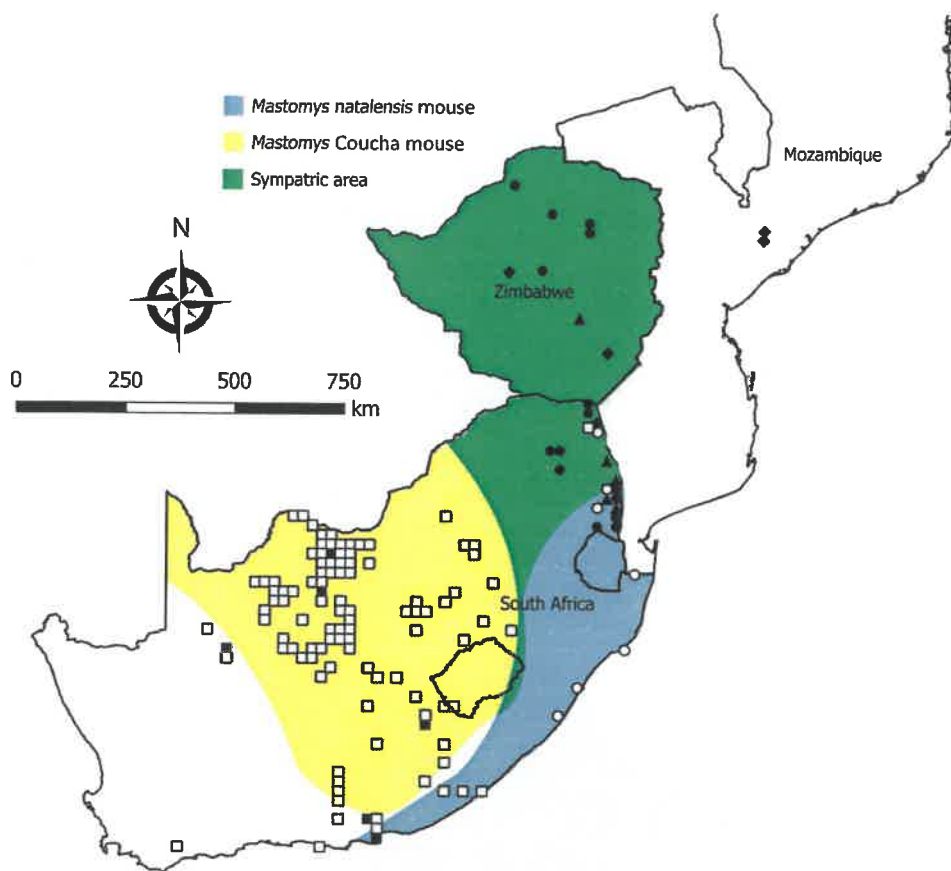 Mastomys natalensis mouse
Mastomys Coucha mouse
Sympatric area
Mozambique
N
Zimbabwe
0 250 500 750
km
South Africa